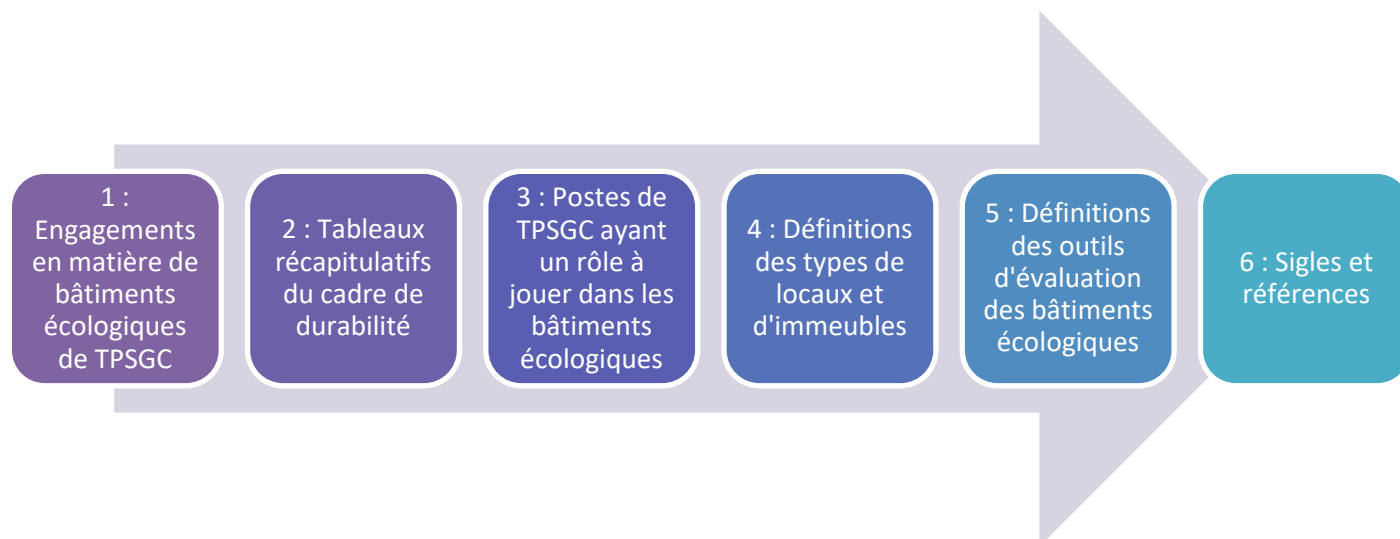 1 :
Engagements
en matière de
bâtiments
écologiques
de TPSGC
2 : Tableaux
récapitulatifs
du cadre de
durabilité
3 : Postes de
TPSGC ayant
un rôle à
jouer dans les
bâtiments
écologiques
4 : Définitions
des types de
locaux et
d'immeubles
5 : Définitions
des outils
d'évaluation
des bâtiments
écologiques
6 : Sigles et
références